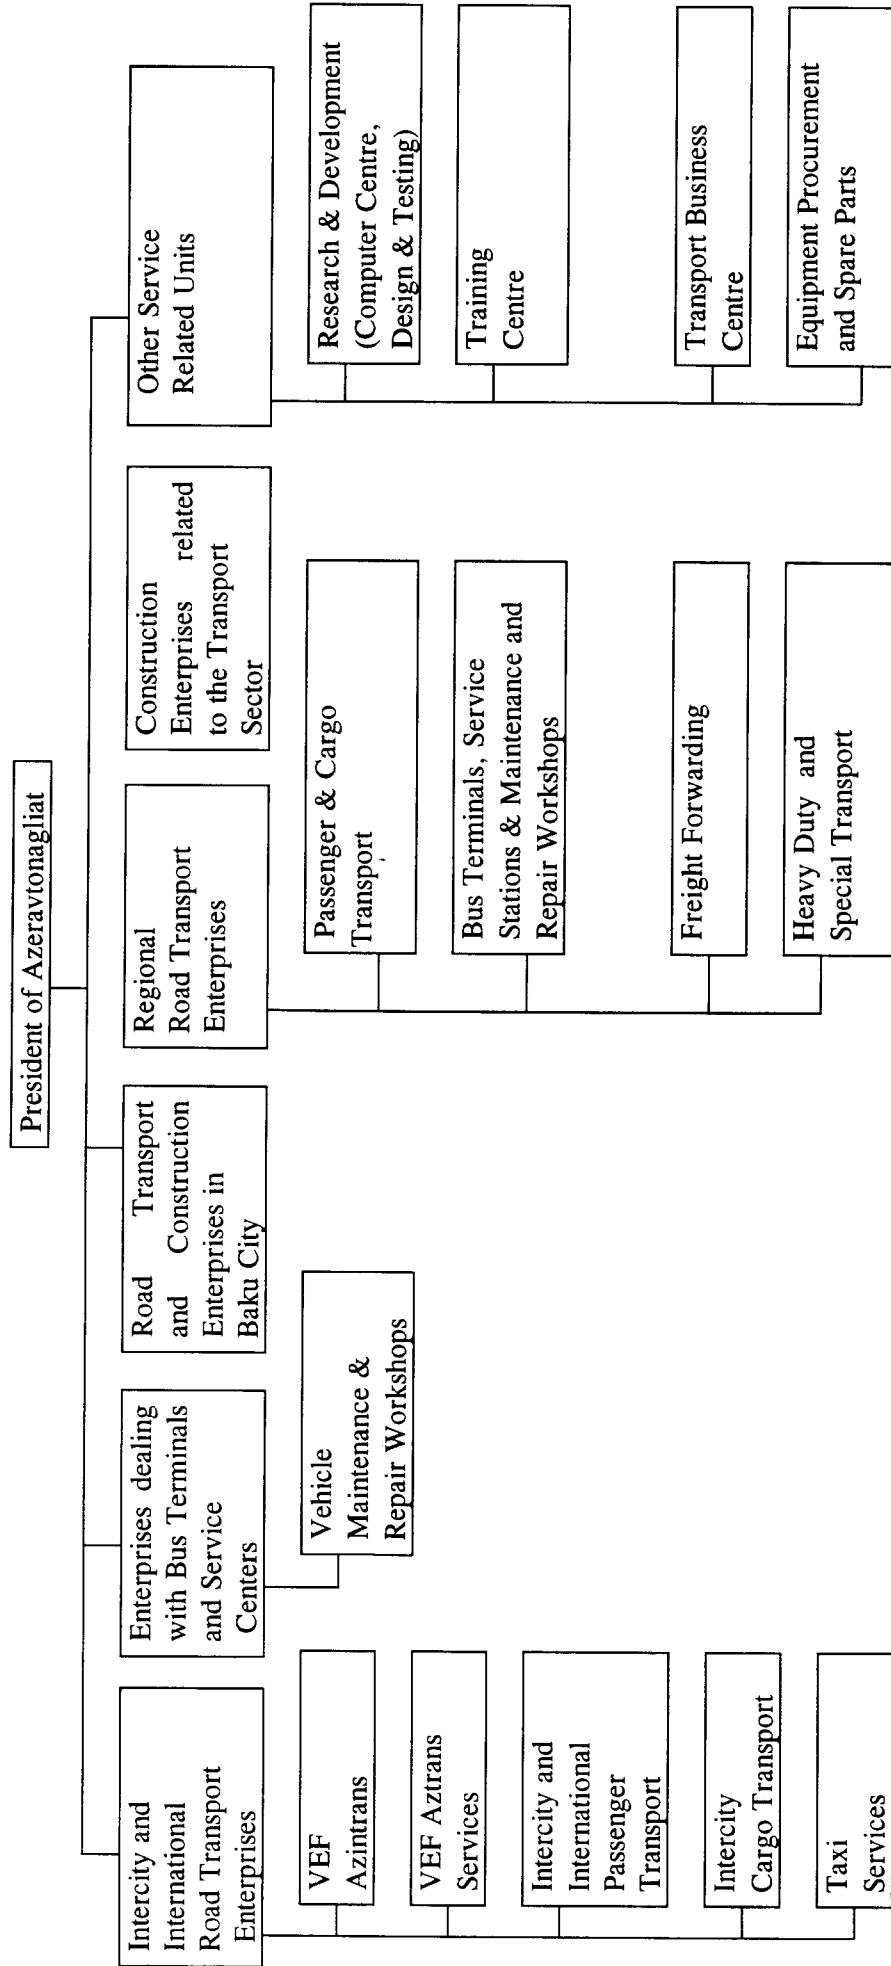 President of Azeravtonagliat
Intercity and
International
Road Transport
Enterprises
Enterprises dealing
with Bus Terminals
and Service
Centers
Road Transport
and Construction
Enterprises in
Baku City
Regional
Road Transport
Enterprises
Construction
Enterprises related
to the Transport
Sector
Other Service
Related Units
VEF
Azintrans
VEF Aztrans
Services
Intercity and
International
Passenger
Transport
Intercity
Cargo Transport
Taxi
Services
Vehicle
Maintenance &
Repair Workshops
Passenger & Cargo
Transport
Bus Terminals, Service
Stations & Maintenance and
Repair Workshops
Freight Forwarding
Heavy Duty and
Special Transport
Research & Development
(Computer Centre,
Design & Testing)
Training
Centre
Transport Business
Centre
Equipment Procurement
and Spare Parts